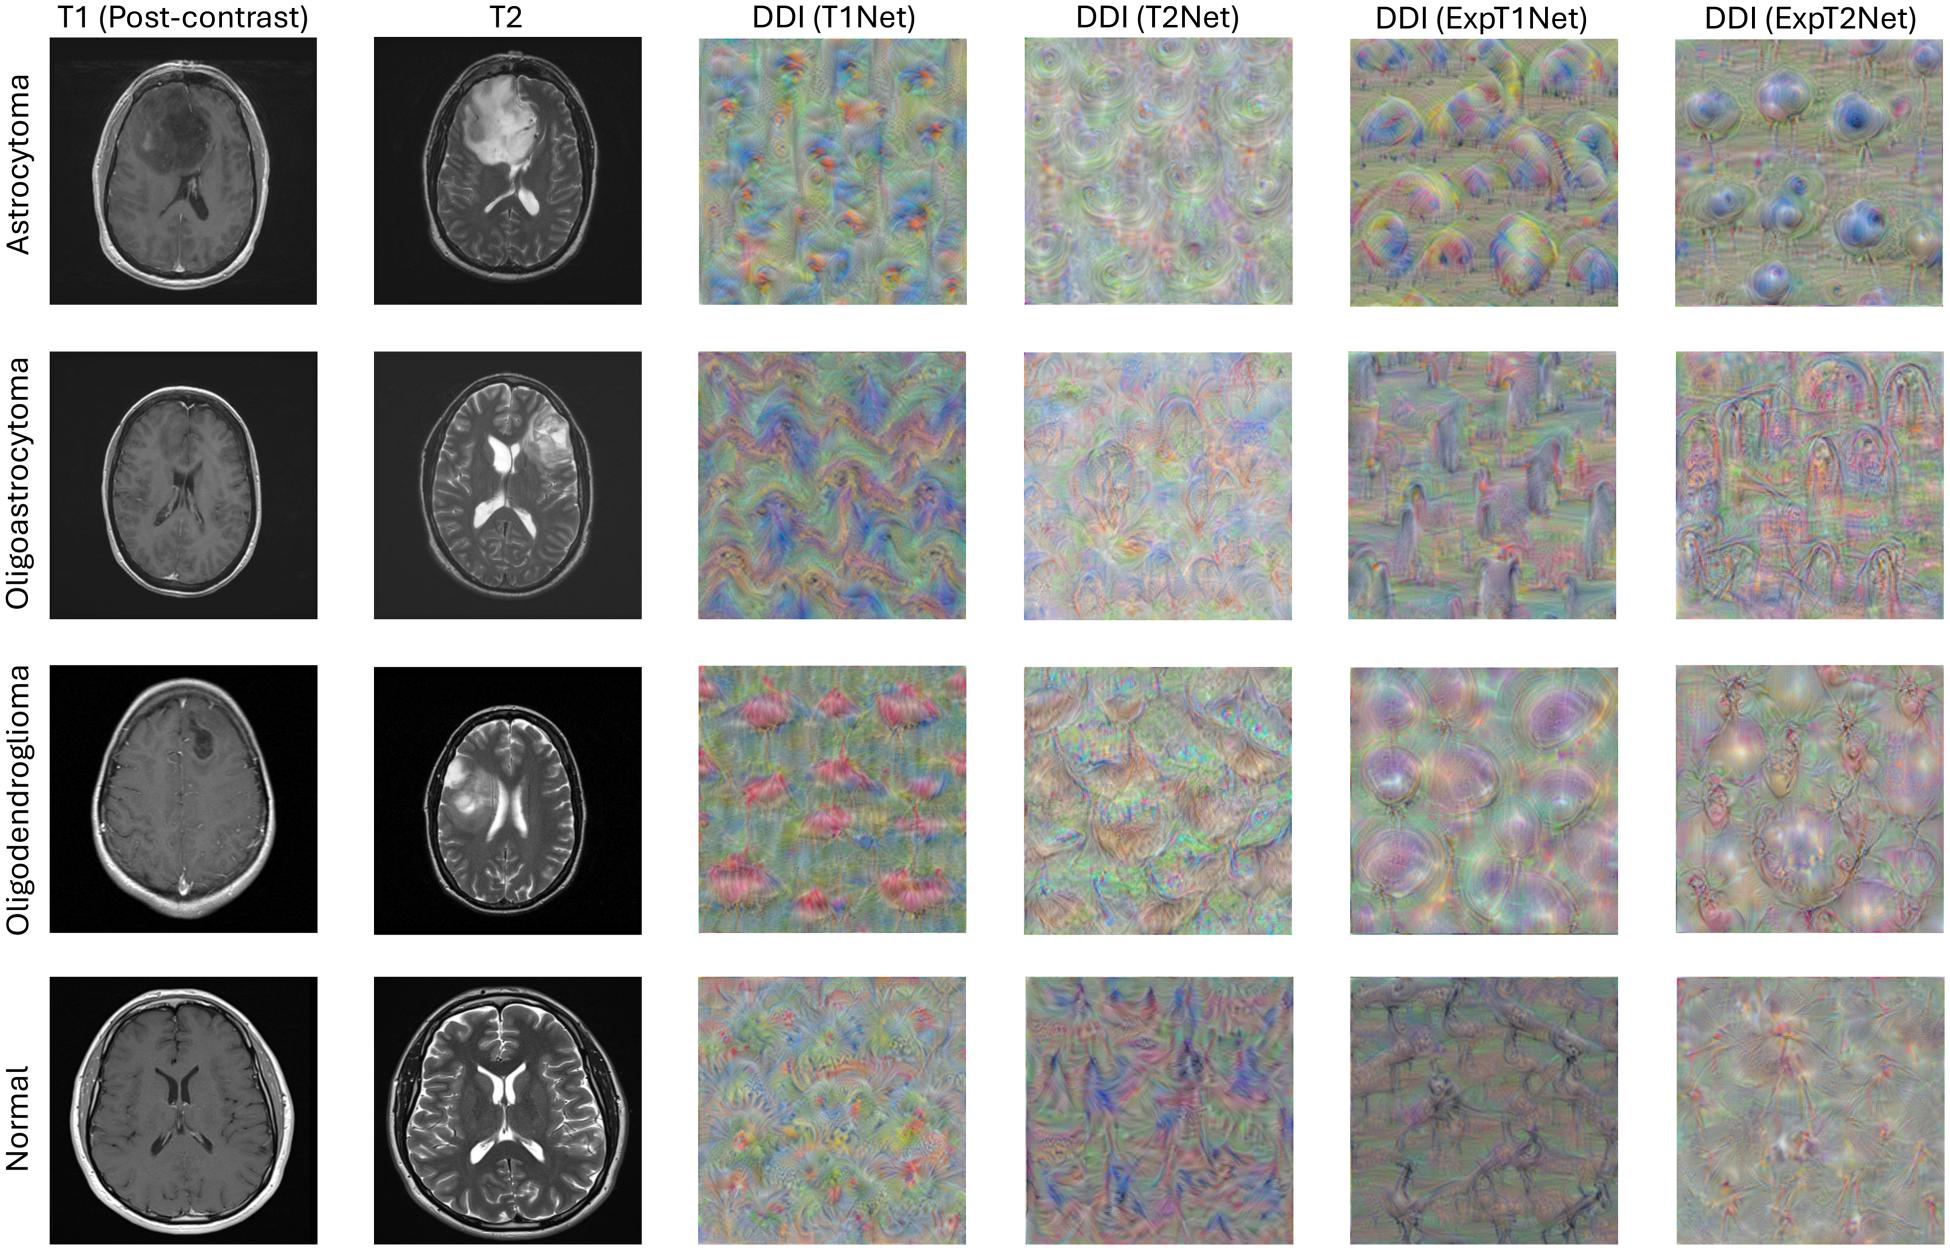 T1 (Post-contrast) T2 DDI (T1Net) DDI (T2Net) DDI (ExpT1Net) DDI (ExpT2Net)
Astrocytoma
Oligoastrocytoma
Oligodendroglioma
Normal